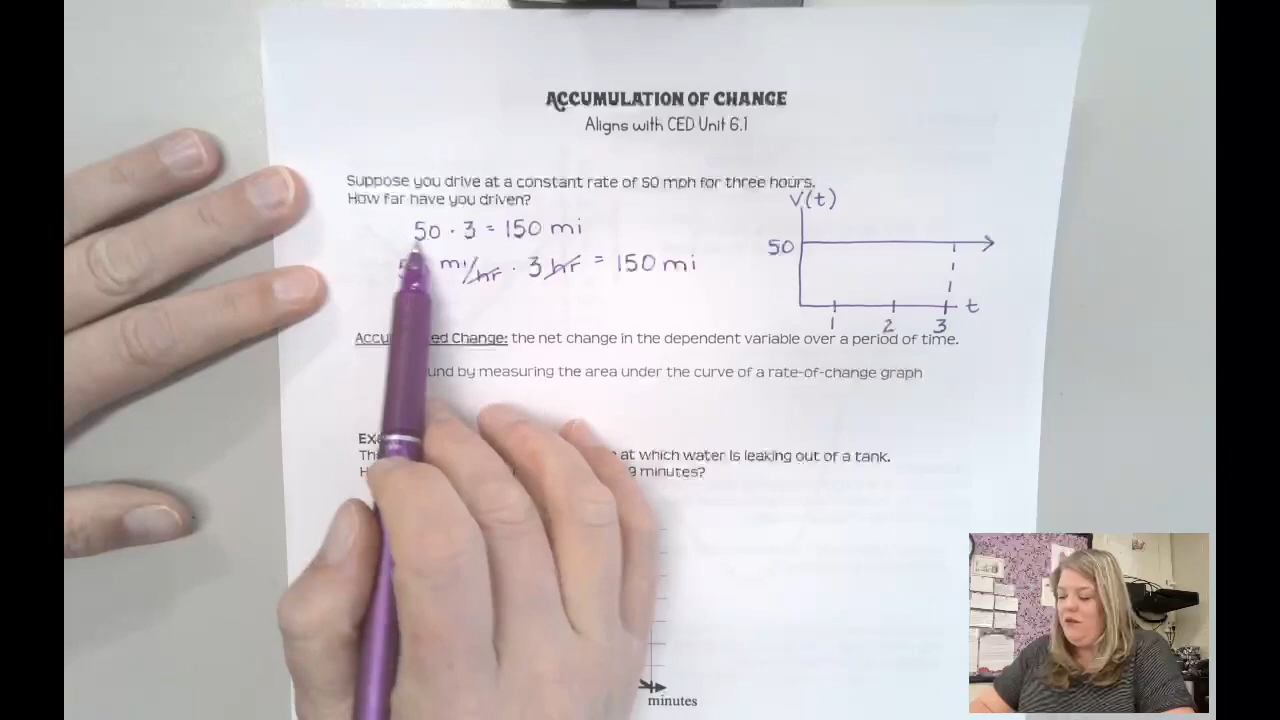 ACCUMULATION OF CHANGE
Aligns with CED Unit 6.1
Suppose you drive at a constant rate of 50 mph for three hours.
How far have you driven?
50 · 3 = 150 mi
mi/hr · 3 hr = 150 mi
V(t)
50
t
1 2 3
Change: the net change in the dependent variable over a period of time.
by measuring the area under the curve of a rate-of-change graph
at which water is leaking out of a tank.
9 minutes?
minutes